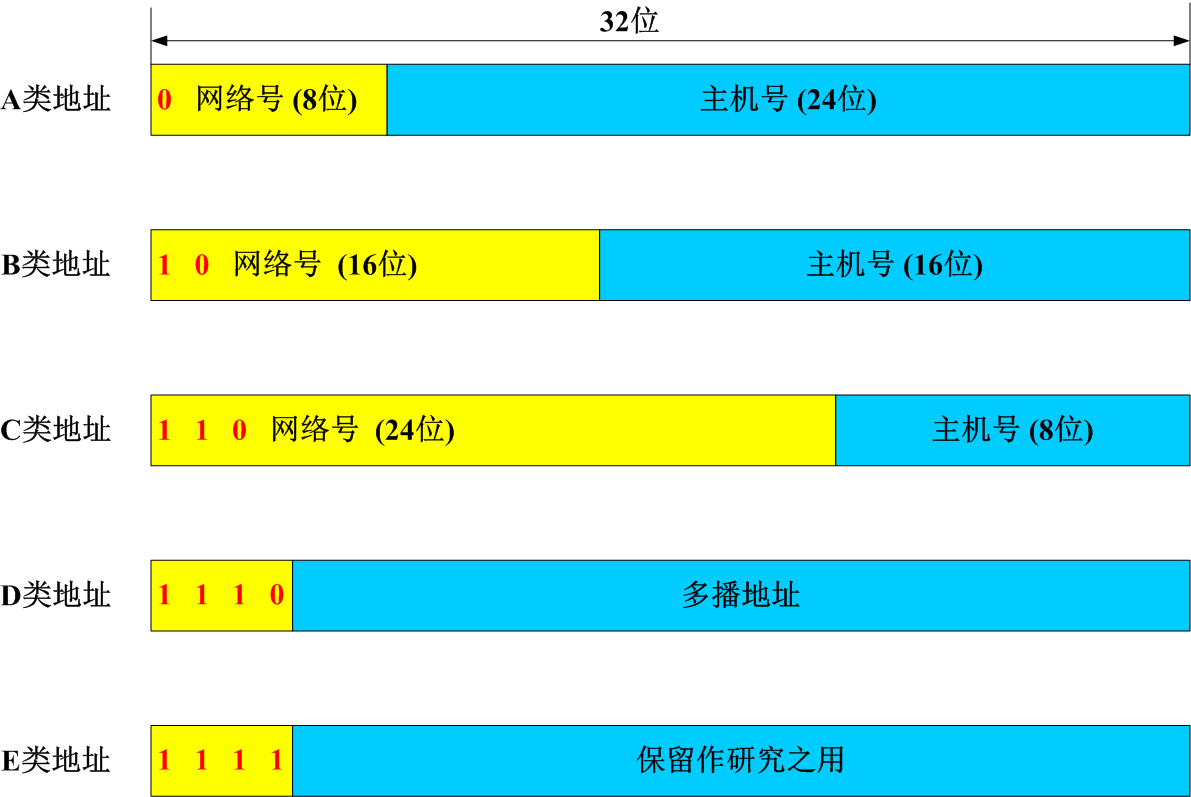 32位
A类地址 0 网络号 (8位) 主机号 (24位)
B类地址 1 0 网络号 (16位) 主机号 (16位)
C类地址 1 1 0 网络号 (24位) 主机号 (8位)
D类地址 1 1 1 0 多播地址
E类地址 1 1 1 1 保留作研究之用